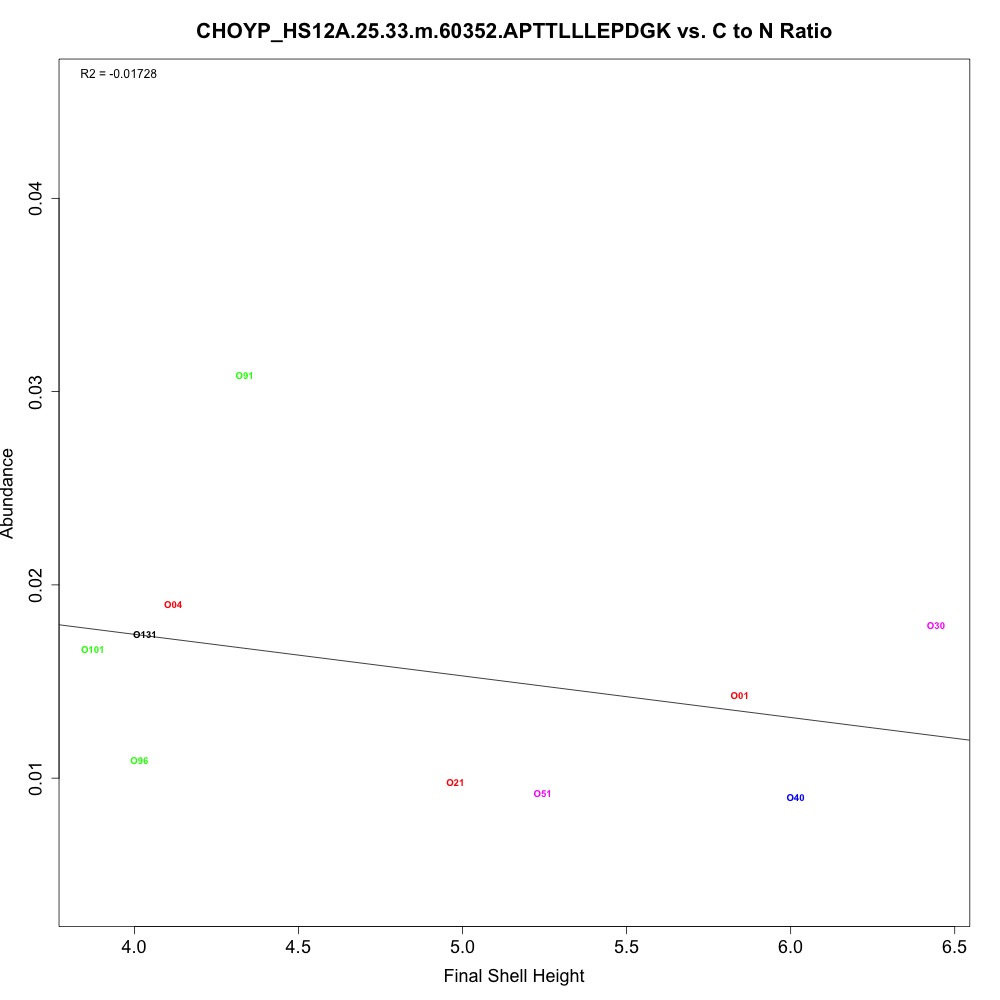 CHOYP_HS12A.25.33.m.60352.APTTLLLEPDGK vs. C to N Ratio
R2 = -0.01728
0.04
O91
0.03
0.02
O04
O30
O131
O101
O01
O96
0.01
O21
O51
O40
Abundance
4.0 4.5 5.0 5.5 6.0 6.5
Final Shell Height